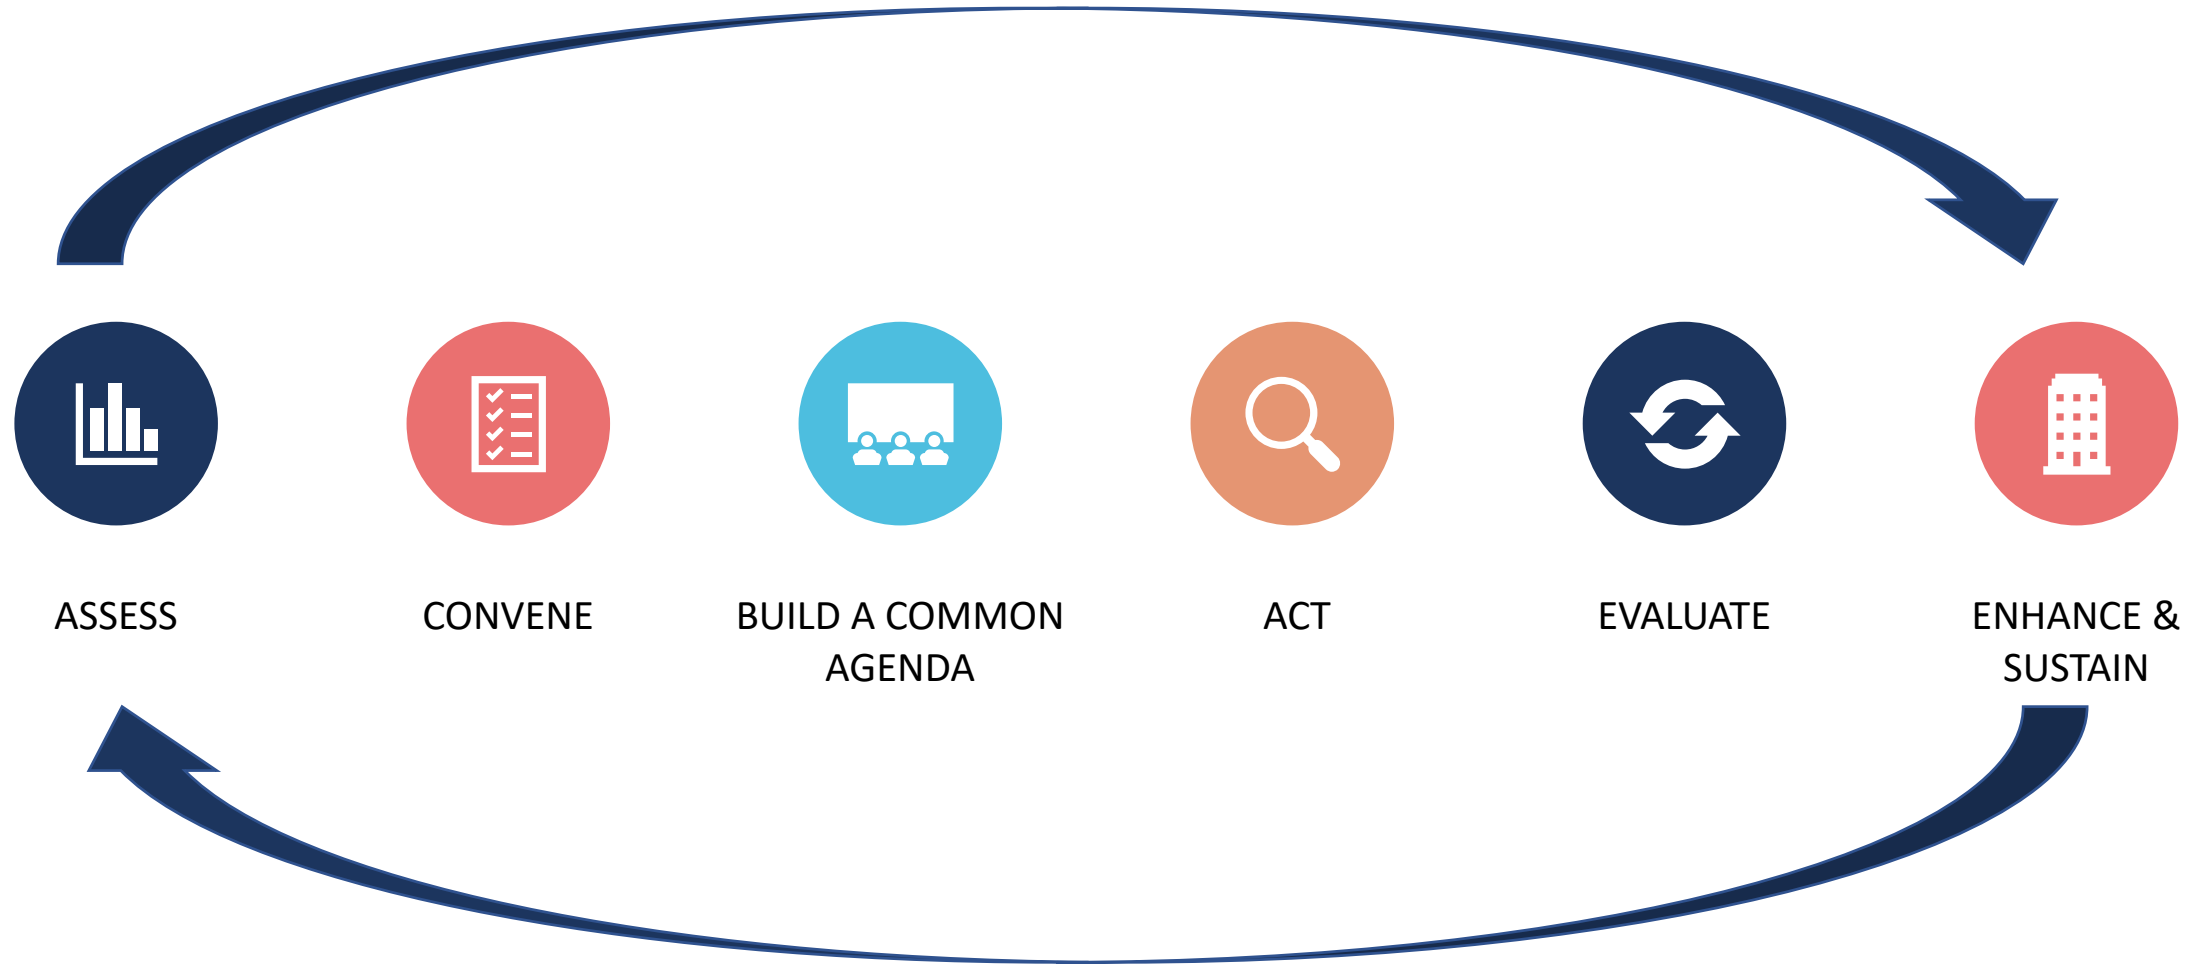 ASSESS
CONVENE
BUILD A COMMON
AGENDA
ACT
EVALUATE
ENHANCE &
SUSTAIN